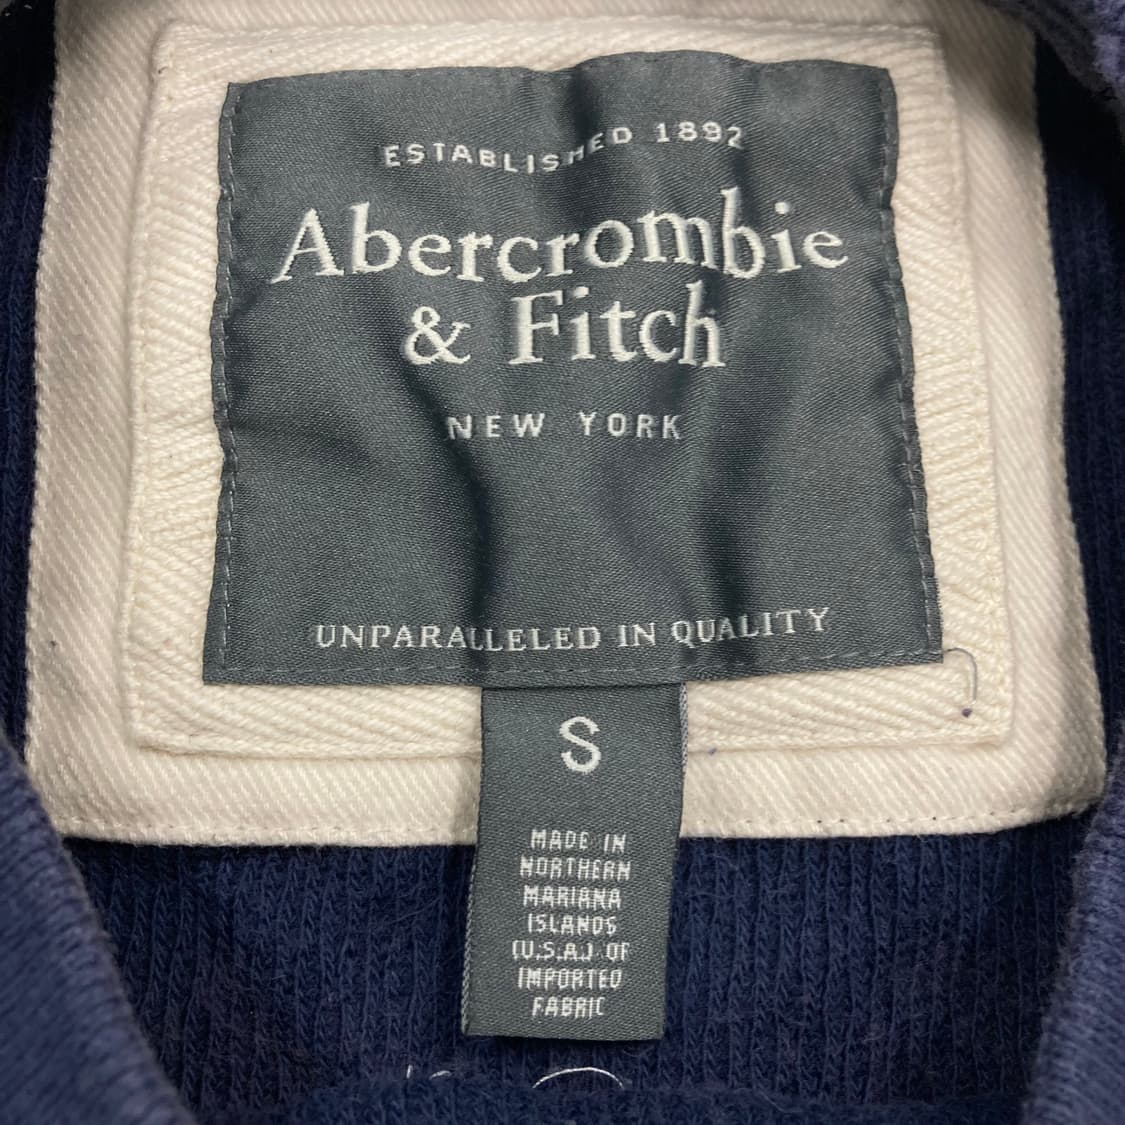 ESTABLISHED 1892
Abercrombie
& Fitch
NEW YORK
UNPARALLELED IN QUALITY
S
MADE IN
NORTHERN
MARIANA
ISLANDS
(U.S.A.) OF
IMPORTED
FABRIC